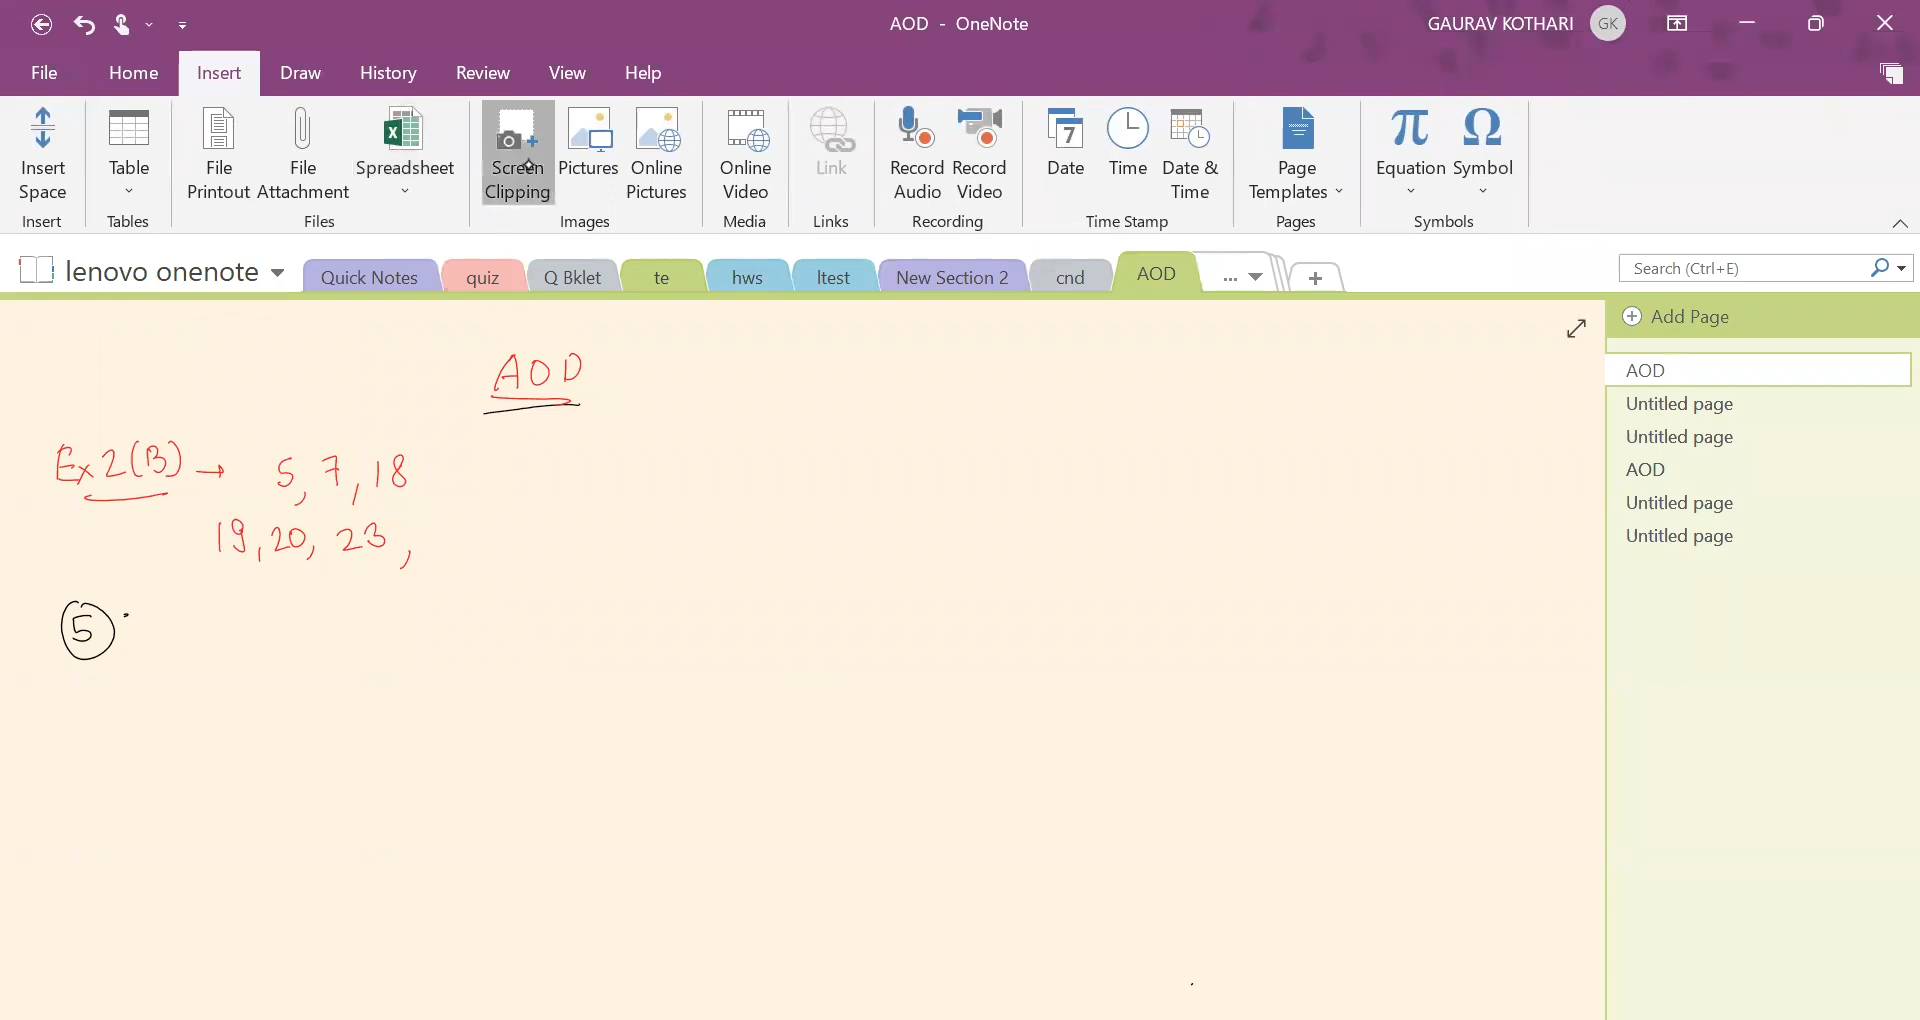 AOD - OneNote
GAURAV KOTHARI GK
File Home Insert Draw History Review View Help
Insert Space
Table
File Printout
File Attachment
Spreadsheet
Screen Clipping
Pictures
Online Pictures
Online Video
Link
Record Audio
Record Video
7
Date
Time
Date & Time
Page Templates
π
Equation
Ω
Symbol
Insert Tables Files Images Media Links Recording Time Stamp Pages Symbols
lenovo onenote
Quick Notes quiz Q Bklet te hws ltest New Section 2 cnd AOD ... +
Search (Ctrl+E)
Add Page
AOD
Untitled page
Untitled page
AOD
Untitled page
Untitled page
AOD
Ex 2(B) → 5, 7, 18
19, 20, 23,
5